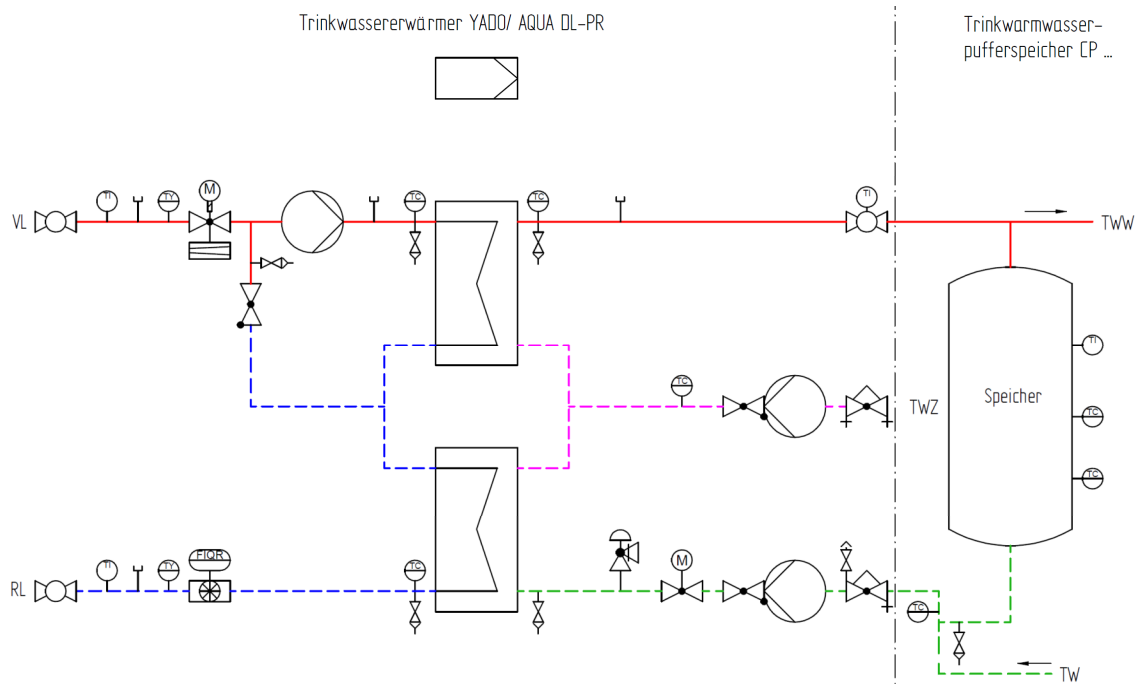 Trinkwassererwärmer YADO/ AQUA DL-PR
Trinkwarmwasser-
pufferspeicher CP ...
TI
TY
M
TC
TC
TI
VL
TWW
TI
TC
TWZ
Speicher
TC
TC
FIQR
M
TI
TY
TC
RL
TC
TW